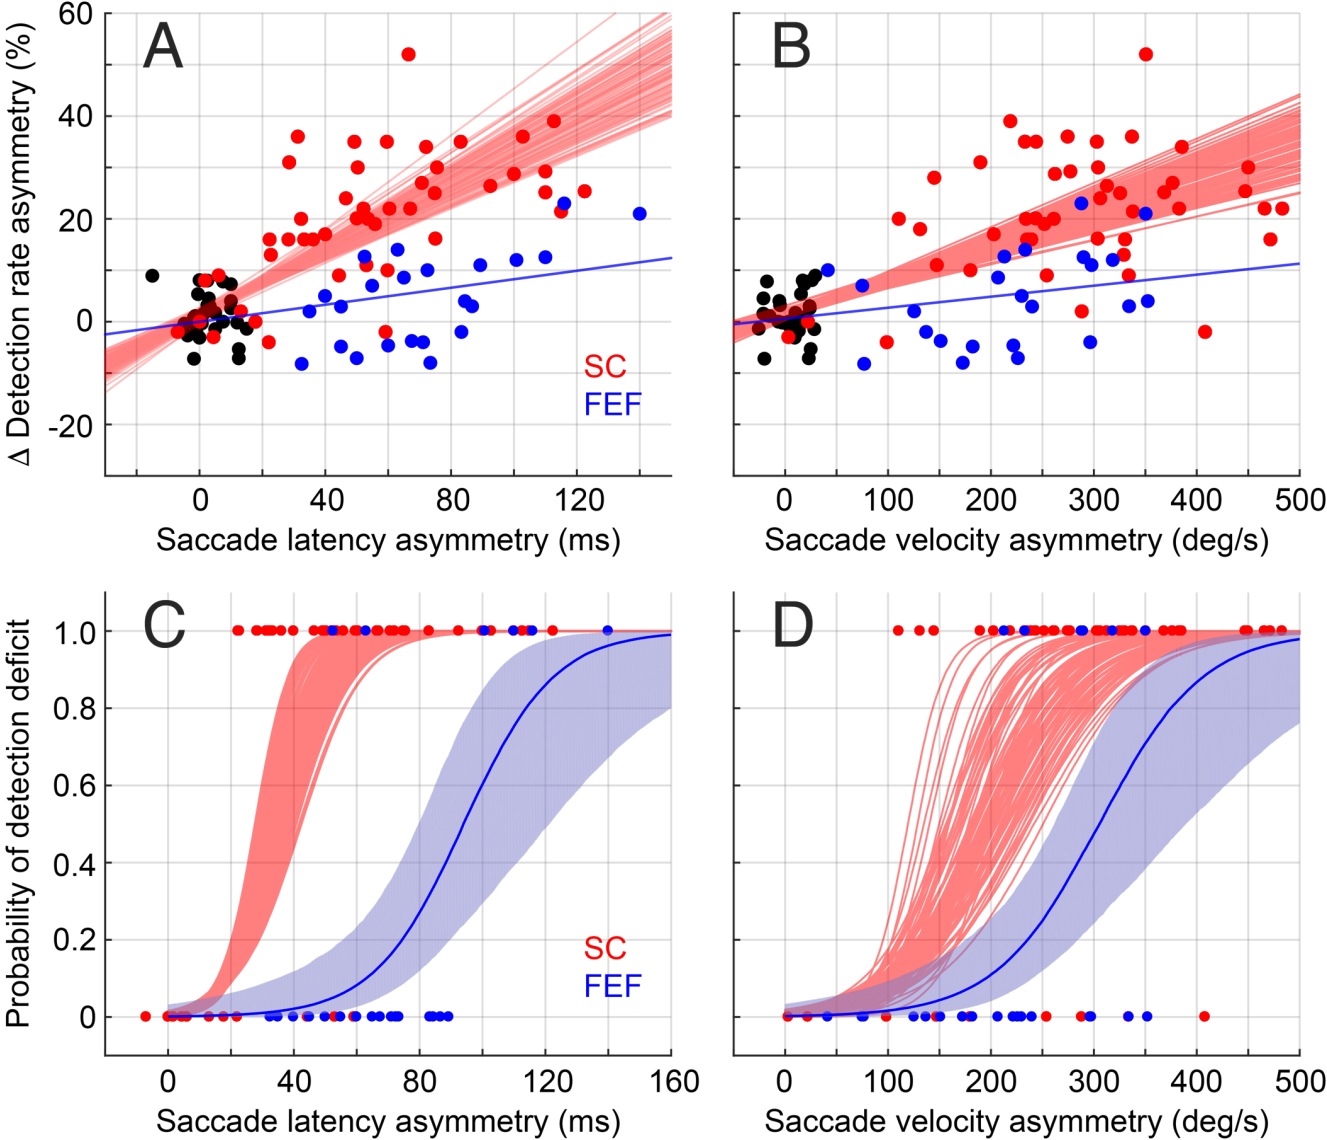 A
B
Δ Detection rate asymmetry (%)
60
40
20
0
-20
SC
FEF
0 40 80 120
0 100 200 300 400 500
Saccade latency asymmetry (ms)
Saccade velocity asymmetry (deg/s)
C
D
Probability of detection deficit
1.0
0.8
0.6
0.4
0.2
0
SC
FEF
0 40 80 120 160
0 100 200 300 400 500
Saccade latency asymmetry (ms)
Saccade velocity asymmetry (deg/s)